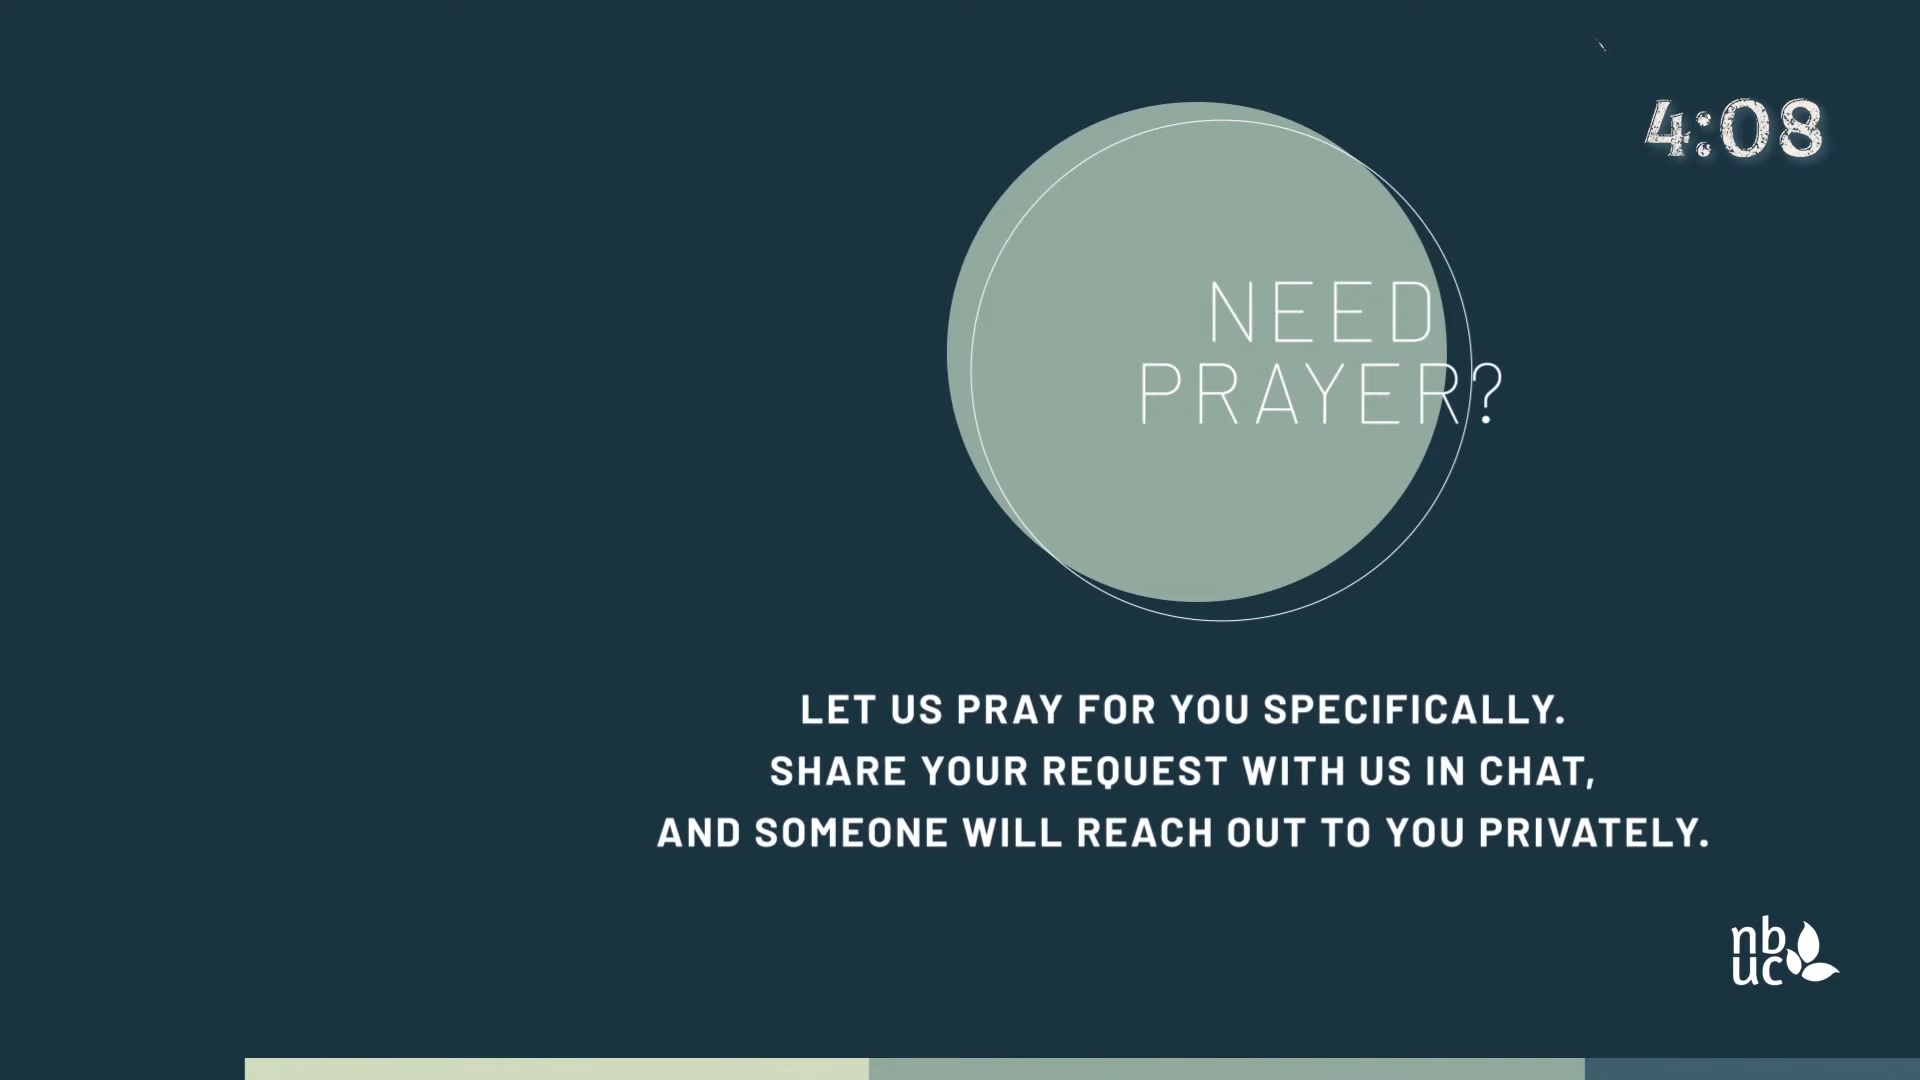 4:08
NEED
PRAYER?
LET US PRAY FOR YOU SPECIFICALLY.
SHARE YOUR REQUEST WITH US IN CHAT,
AND SOMEONE WILL REACH OUT TO YOU PRIVATELY.
nb
uc